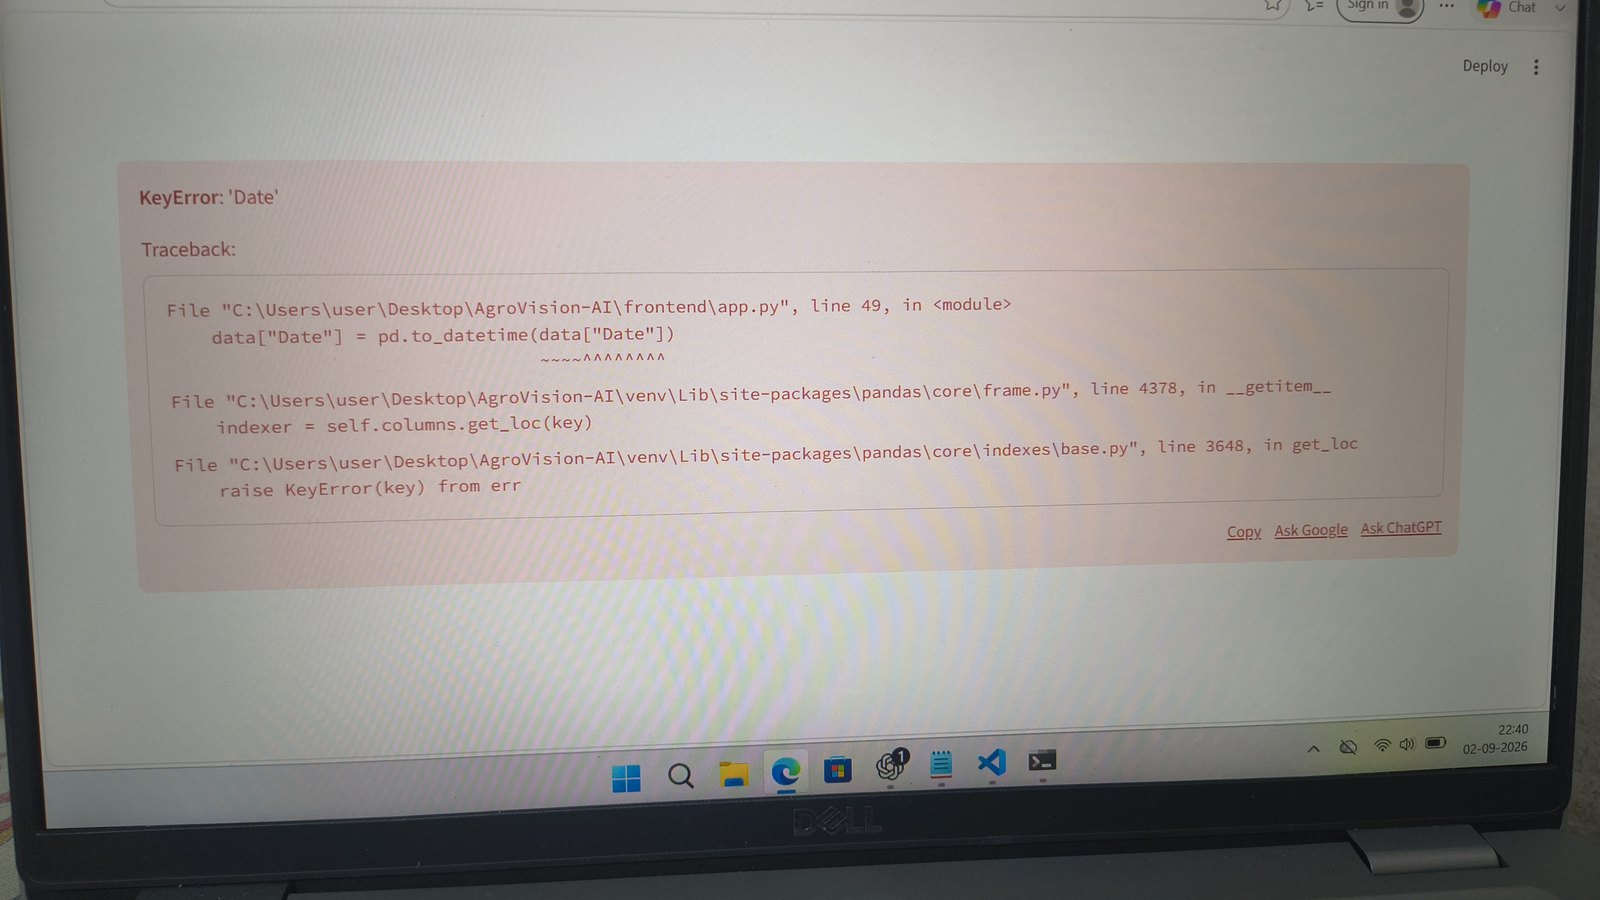 Sign in
Chat
Deploy
KeyError: 'Date'
Traceback:
File "C:\Users\user\Desktop\AgroVision-AI\frontend\app.py", line 49, in <module>
data["Date"] = pd.to_datetime(data["Date"])
~~~~^^^^^^^^
File "C:\Users\user\Desktop\AgroVision-AI\venv\Lib\site-packages\pandas\core\frame.py", line 4378, in __getitem__
indexer = self.columns.get_loc(key)
File "C:\Users\user\Desktop\AgroVision-AI\venv\Lib\site-packages\pandas\core\indexes\base.py", line 3648, in get_loc
raise KeyError(key) from err
Copy Ask Google Ask ChatGPT
1
22:40
02-09-2026
DELL